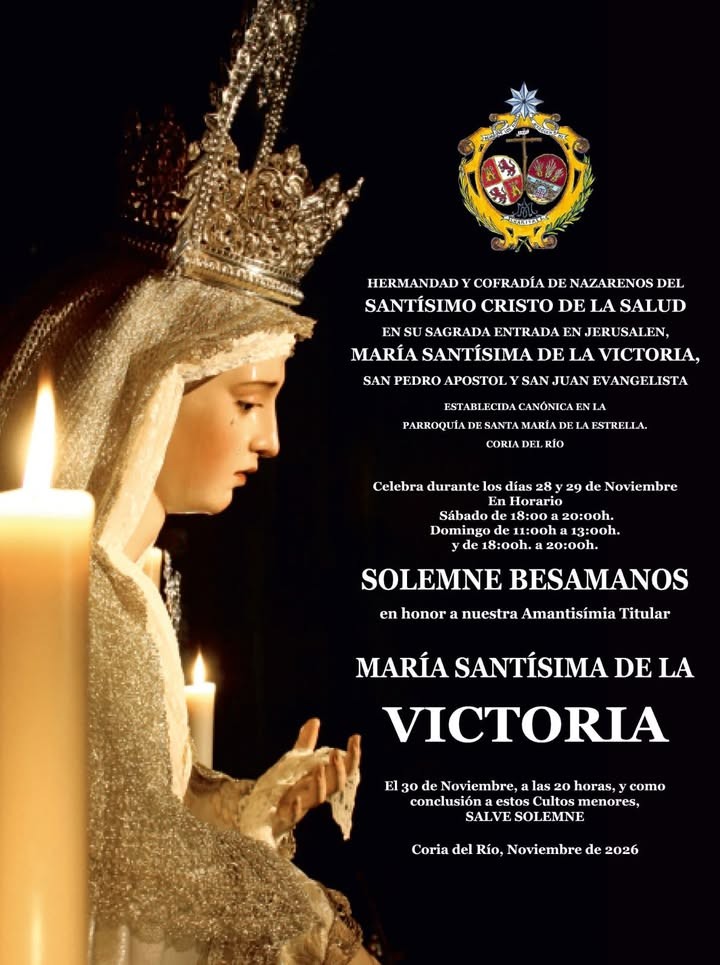 HERMANDAD Y COFRADÍA DE NAZARENOS DEL
SANTÍSIMO CRISTO DE LA SALUD
EN SU SAGRADA ENTRADA EN JERUSALEN,
MARÍA SANTÍSIMA DE LA VICTORIA,
SAN PEDRO APOSTOL Y SAN JUAN EVANGELISTA
ESTABLECIDA CANÓNICA EN LA
PARROQUÍA DE SANTA MARÍA DE LA ESTRELLA.
CORIA DEL RÍO
Celebra durante los días 28 y 29 de Noviembre
En Horario
Sábado de 18:00 a 20:00h.
Domingo de 11:00h a 13:00h.
y de 18:00h. a 20:00h.
SOLEMNE BESAMANOS
en honor a nuestra Amantisímia Titular
MARÍA SANTÍSIMA DE LA
VICTORIA
El 30 de Noviembre, a las 20 horas, y como
conclusión a estos Cultos menores,
SALVE SOLEMNE
Coria del Río, Noviembre de 2026